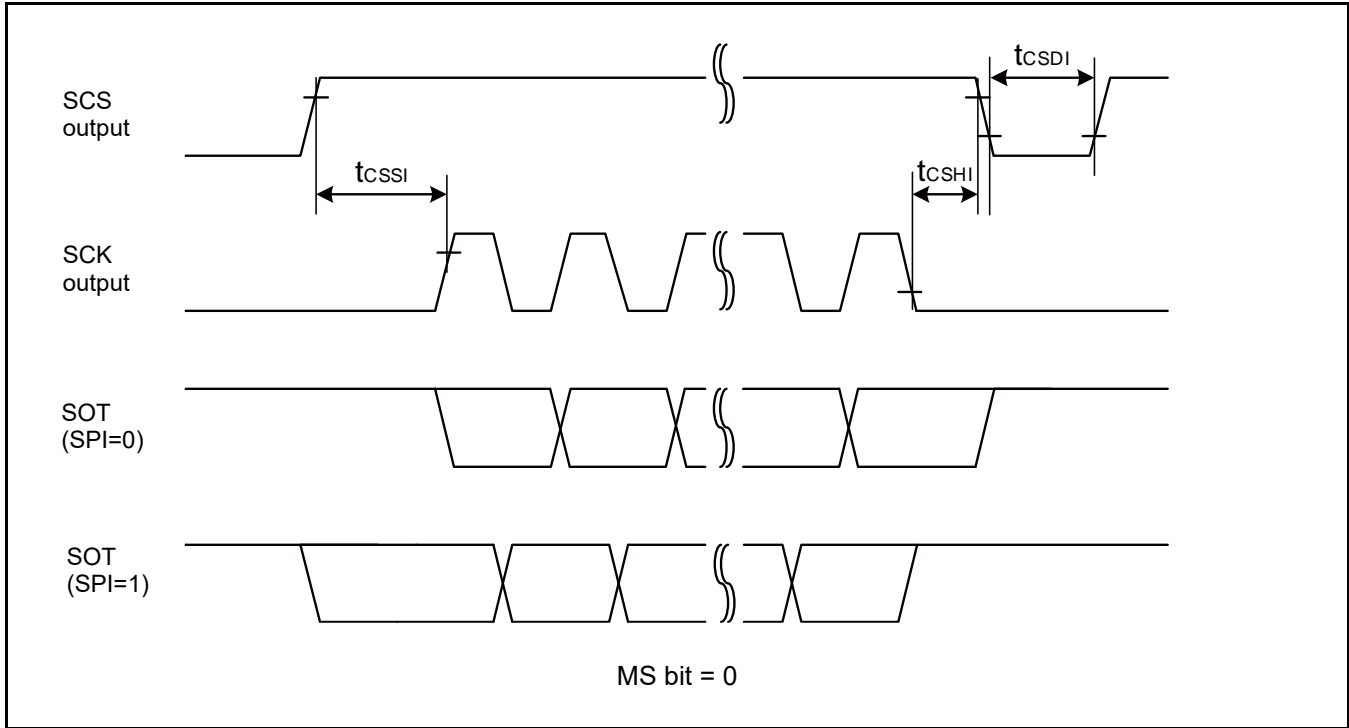 tCSDI
SCS
output
tCSSI
tCSHI
SCK
output
SOT
(SPI=0)
SOT
(SPI=1)
MS bit = 0